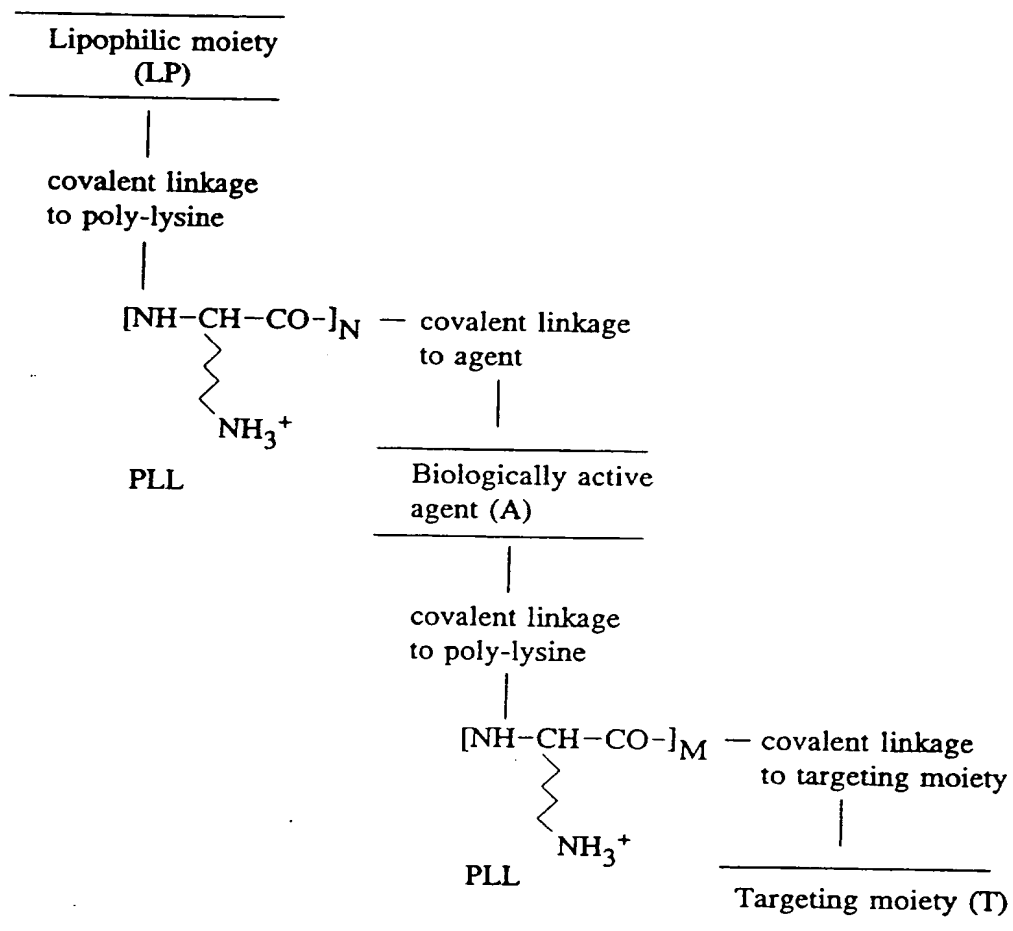 Lipophilic moiety
(LP)
covalent linkage
to poly-lysine
[NH-CH-CO-]N — covalent linkage
to agent
NH3+
PLL
Biologically active
agent (A)
covalent linkage
to poly-lysine
[NH-CH-CO-]M — covalent linkage
to targeting moiety
NH3+
PLL
Targeting moiety (T)